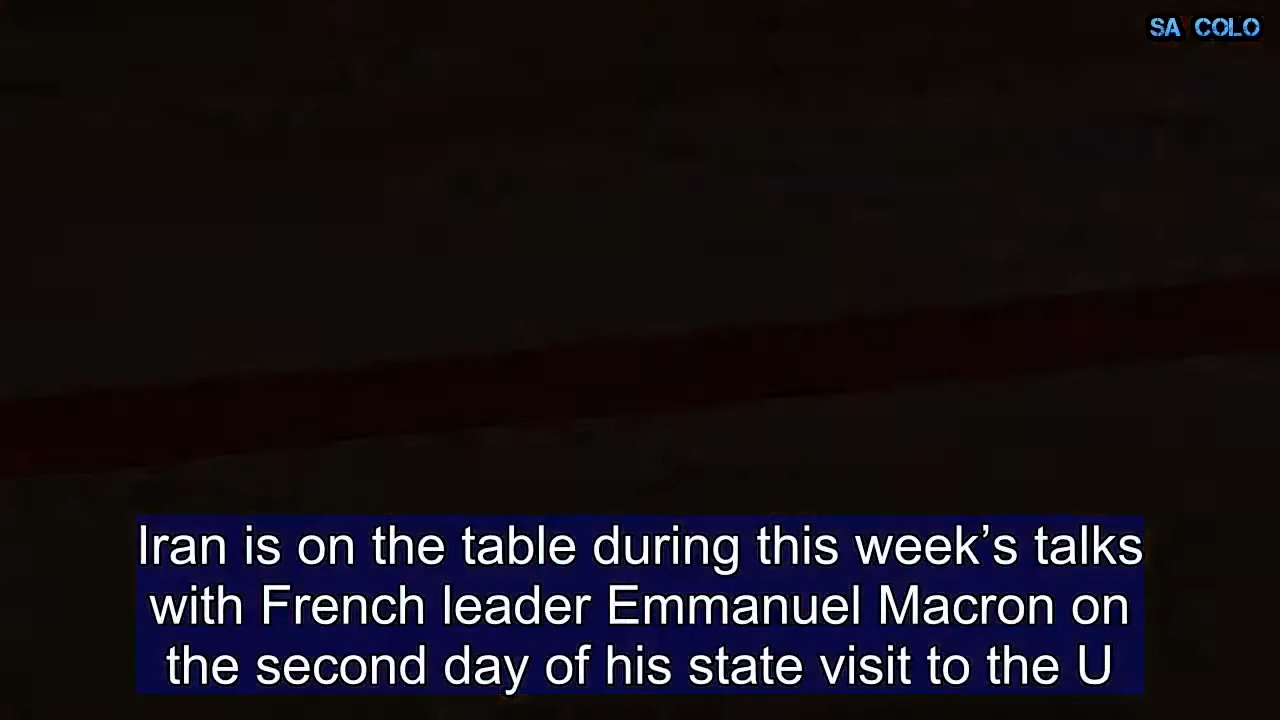 SA COLO
Iran is on the table during this week’s talks
with French leader Emmanuel Macron on
the second day of his state visit to the U